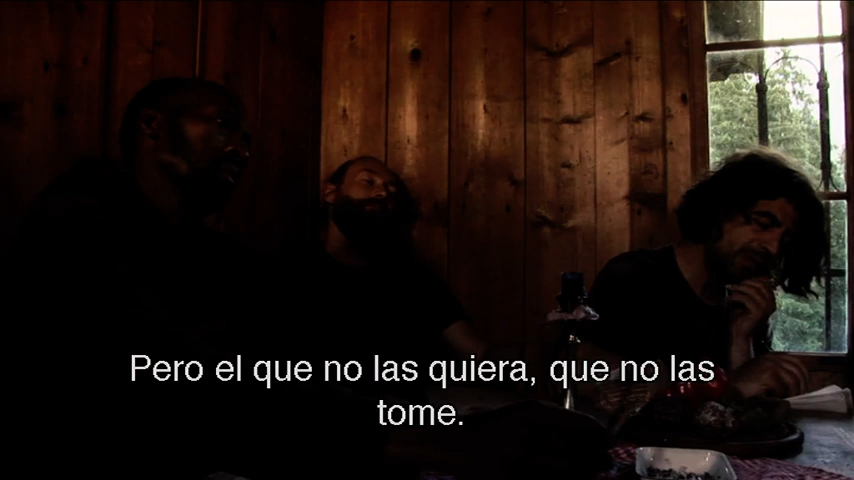 Pero el que no las quiera, que no las
tome.